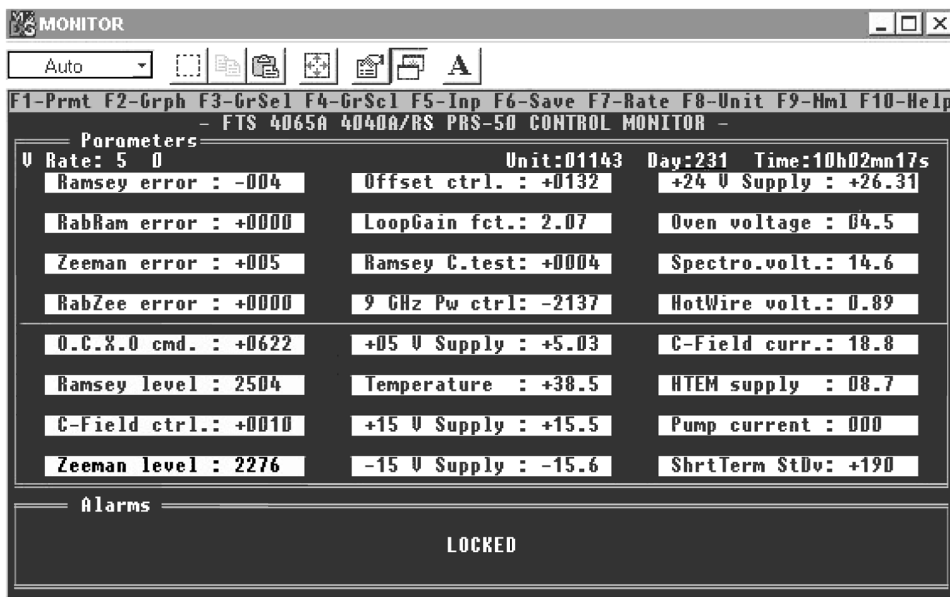 MONITOR
Auto
A
F1-Prmt F2-Grph F3-GrSel F4-GrScl F5-Inp F6-Save F7-Rate F8-Unit F9-Nml F10-Help
- FTS 4065A 4040A/RS PRS-50 CONTROL MONITOR -
Parameters
V Rate: 5 0 Unit:01143 Day:231 Time:10h02mn17s
Ramsey error : -004 Offset ctrl. : +0132 +24 V Supply : +26.31
RabRam error : +0000 LoopGain fct.: 2.07 Oven voltage : 04.5
Zeeman error : +005 Ramsey C.test: +0004 Spectro.volt.: 14.6
RabZee error : +0000 9 GHz Pw ctrl: -2137 HotWire volt.: 0.89
O.C.X.O cmd. : +0622 +05 V Supply : +5.03 C-Field curr.: 18.8
Ramsey level : 2504 Temperature : +38.5 HTEM supply : 08.7
C-Field ctrl.: +0010 +15 V Supply : +15.5 Pump current : 000
Zeeman level : 2276 -15 V Supply : -15.6 ShrtTerm StDv: +190
Alarms
LOCKED